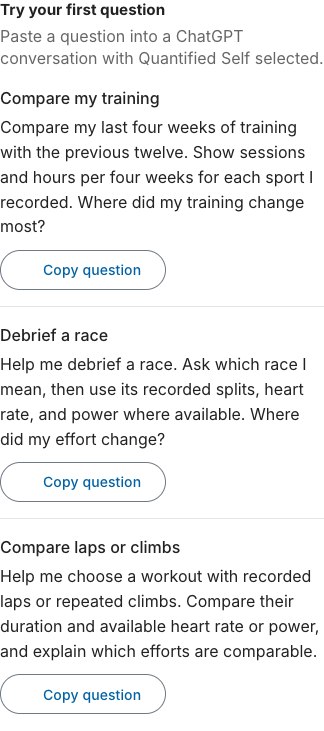 Try your first question
Paste a question into a ChatGPT
conversation with Quantified Self selected.
Compare my training
Compare my last four weeks of training
with the previous twelve. Show sessions
and hours per four weeks for each sport I
recorded. Where did my training change
most?
Copy question
Debrief a race
Help me debrief a race. Ask which race I
mean, then use its recorded splits, heart
rate, and power where available. Where
did my effort change?
Copy question
Compare laps or climbs
Help me choose a workout with recorded
laps or repeated climbs. Compare their
duration and available heart rate or power,
and explain which efforts are comparable.
Copy question